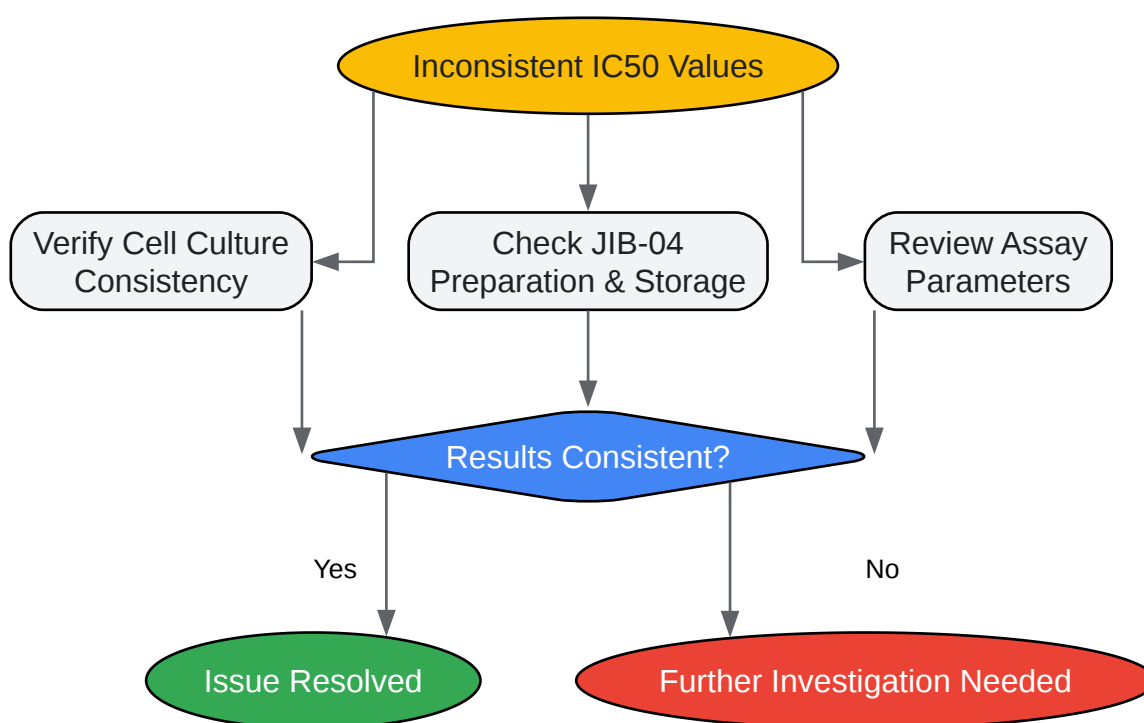 Inconsistent IC50 Values
Verify Cell Culture
Consistency
Check JIB-04
Preparation & Storage
Review Assay
Parameters
Results Consistent?
Yes
No
Issue Resolved
Further Investigation Needed